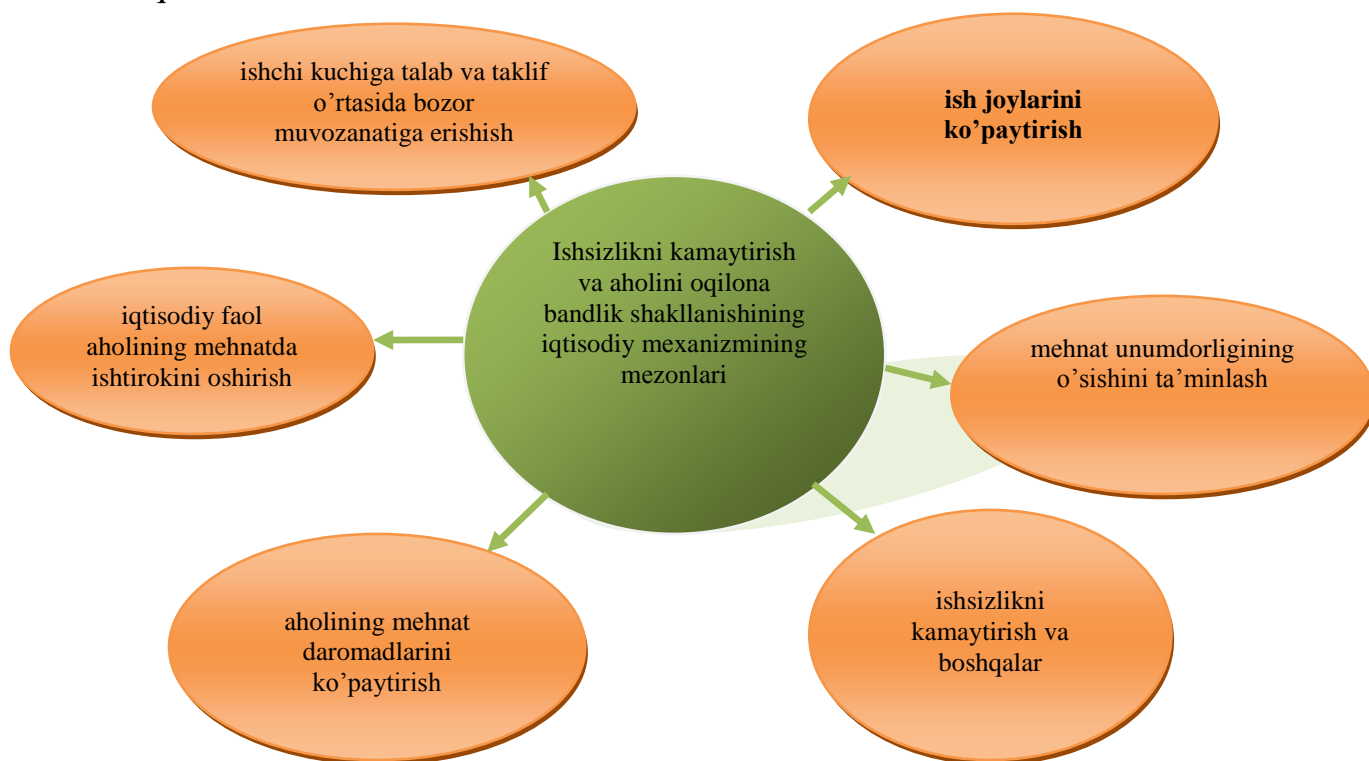 ishchi kuchiga talab va taklif
o’rtasida bozor
muvozanatiga erishish
ish joylarini
ko’paytirish
Ishsizlikni kamaytirish
va aholini oqilona
bandlik shakllanishining
iqtisodiy mexanizmining
mezonlari
iqtisodiy faol
aholining mehnatda
ishtirokini oshirish
mehnat unumdorligining
o’sishini ta’minlash
aholining mehnat
daromadlarini
ko’paytirish
ishsizlikni
kamaytirish va
boshqalar